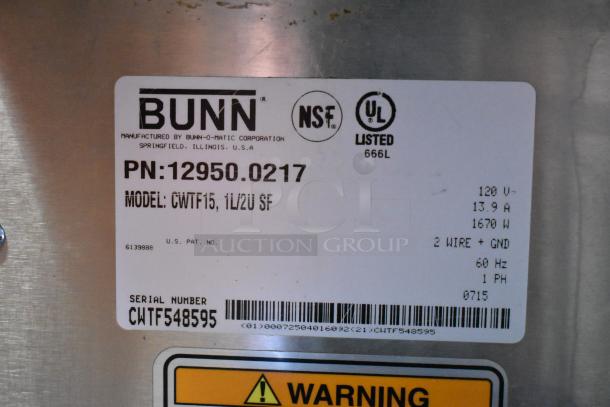 BUNN®
NSF®
UL
MANUFACTURED BY BUNN-O-MATIC CORPORATION
SPRINGFIELD, ILLINOIS, U.S.A
LISTED
666L
PN:12950.0217
MODEL: CWTF15, 1L/2U SF
120 V~
13.9 A
1670 W
U.S. PAT. NO.
6139888
2 WIRE + GND
60 Hz
1 PH
0715
TCI
AUCTION GROUP
SERIAL NUMBER
CWTF548595
(01)00072504016092(21)CWTF548595
WARNING